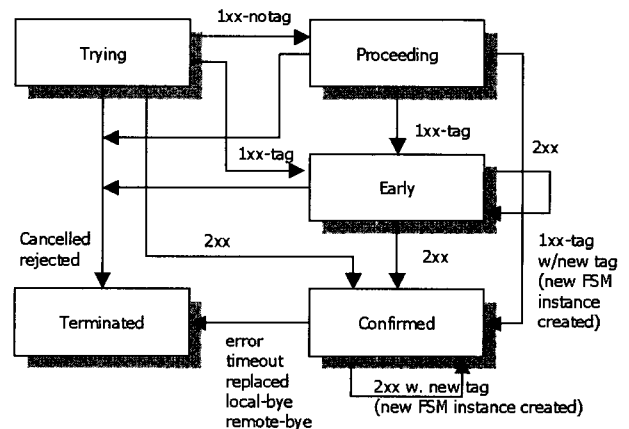 1xx-notag
Trying
Proceeding
1xx-tag
2xx
1xx-tag
Early
Cancelled
rejected
2xx
2xx
1xx-tag
w/new tag
(new FSM
instance
created)
Terminated
Confirmed
error
timeout
replaced
local-bye
remote-bye
2xx w. new tag
(new FSM instance created)